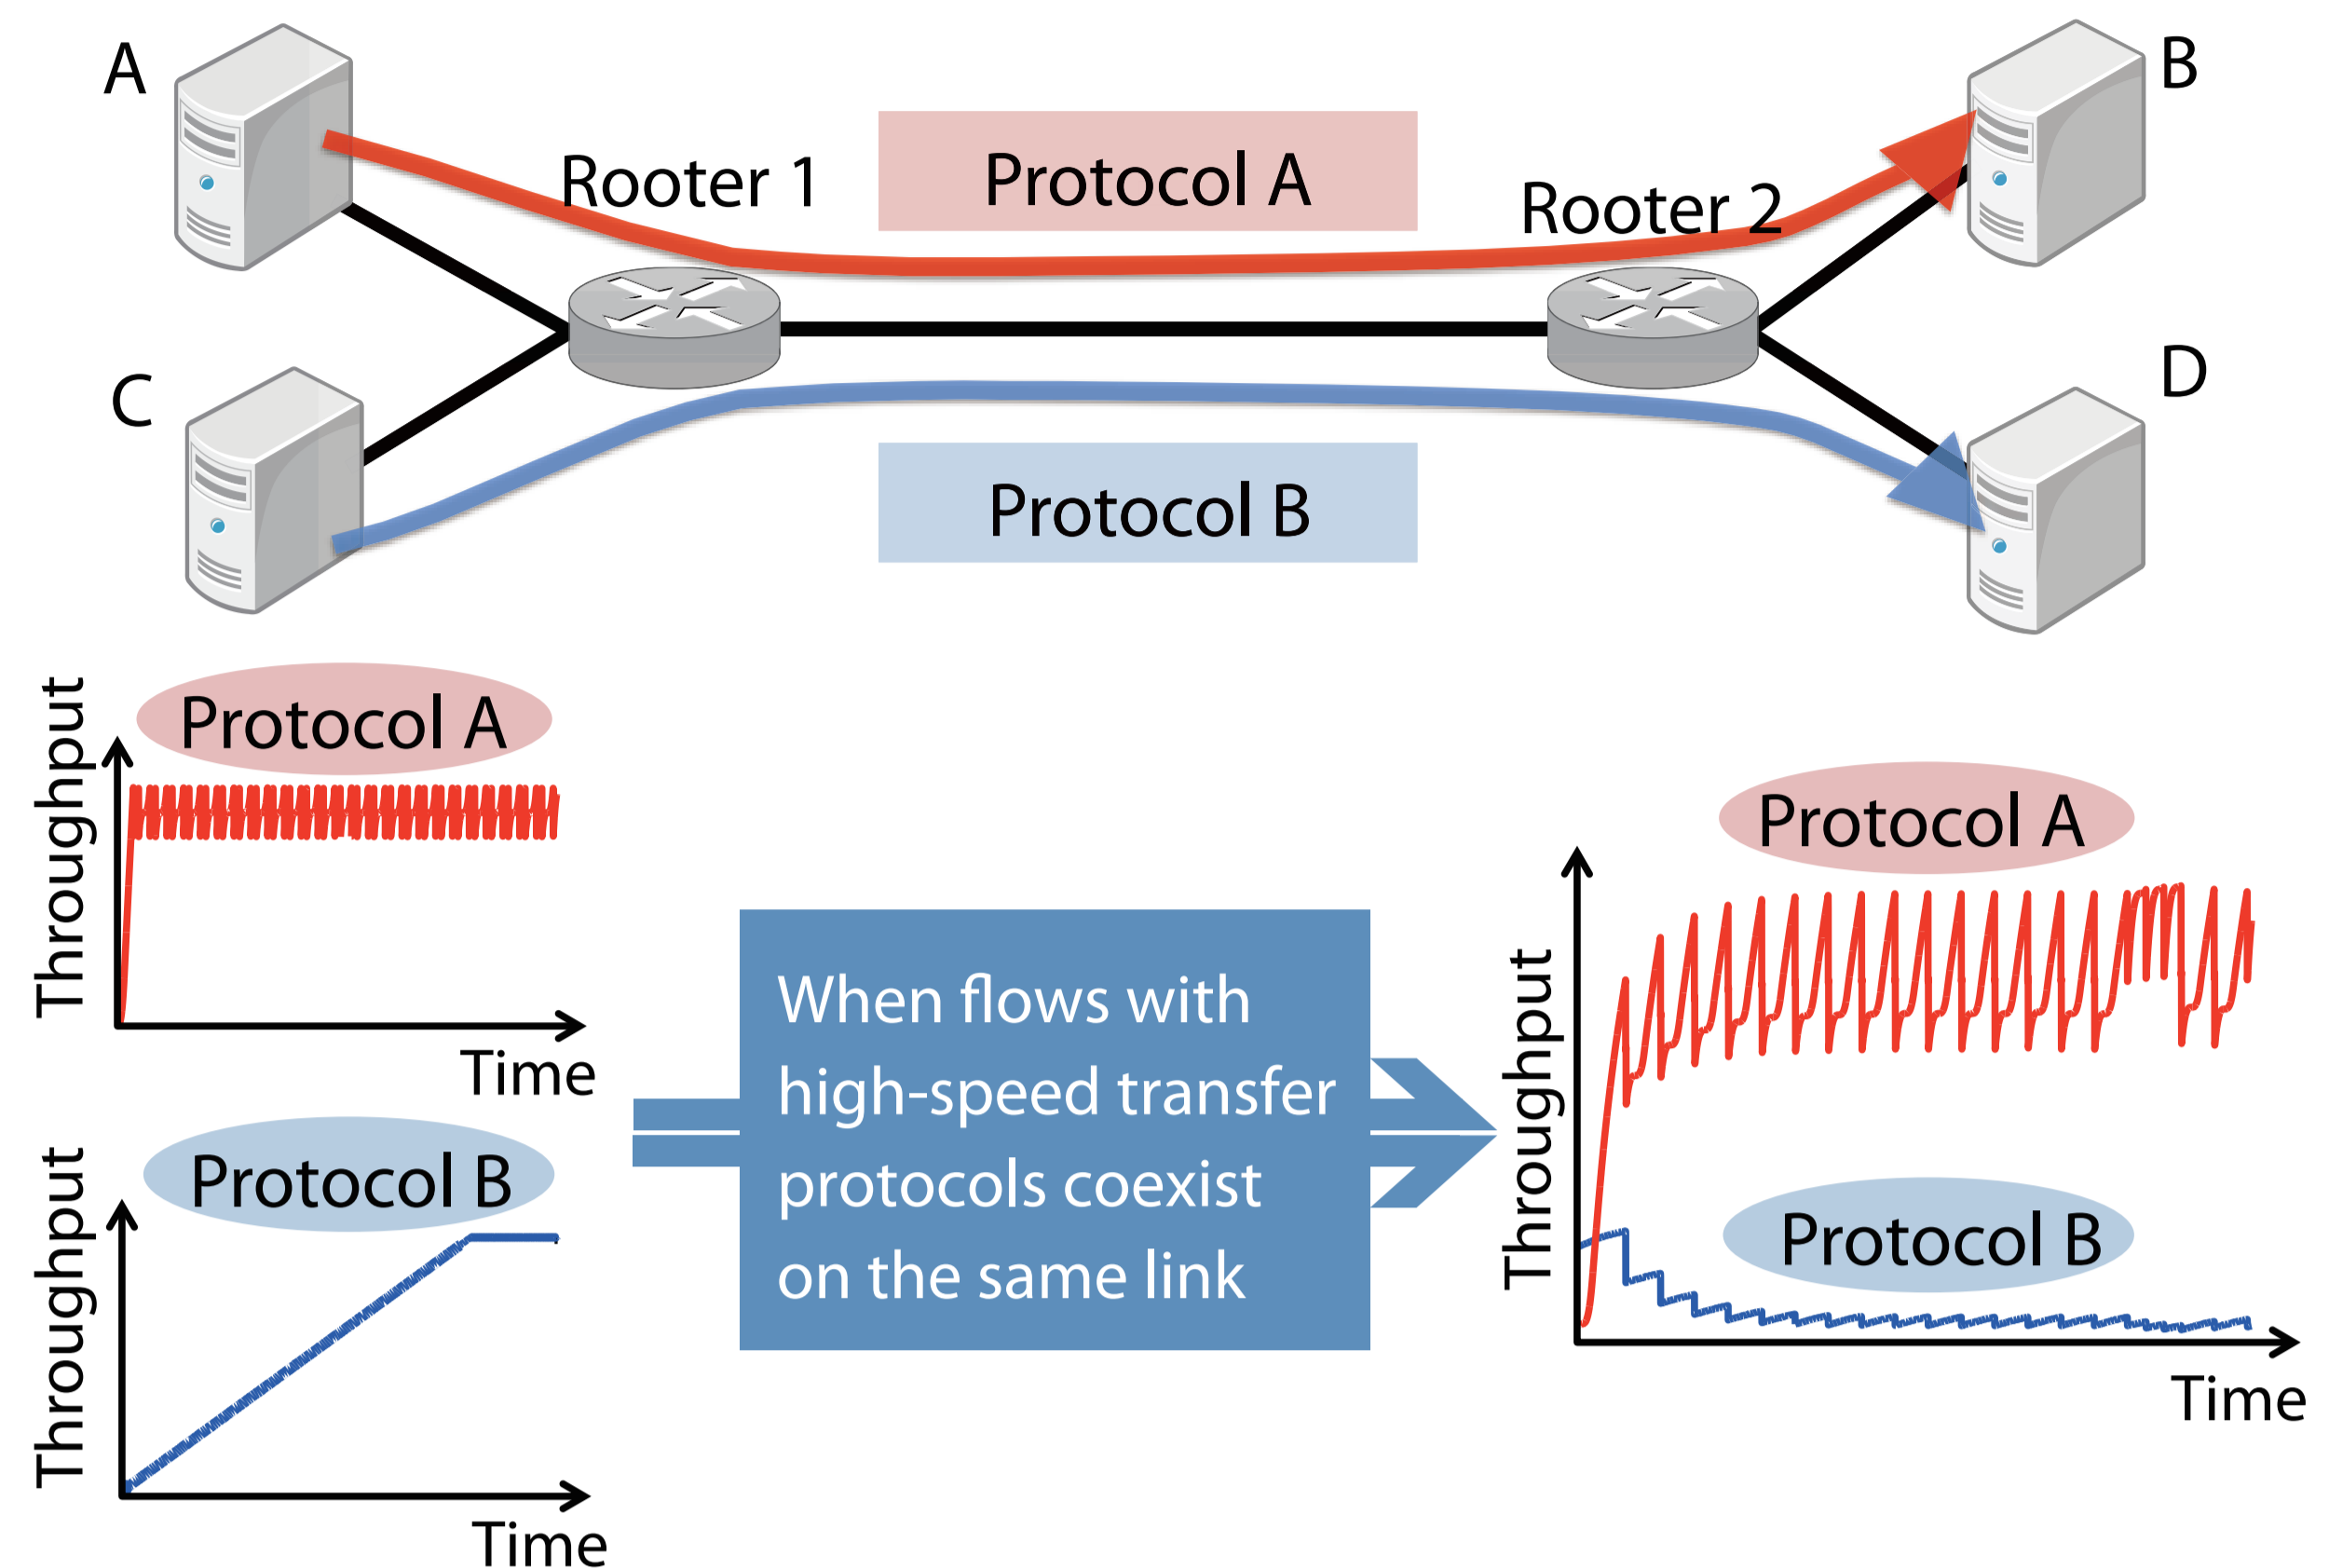 A
B
Rooter 1
Protocol A
Rooter 2
C
D
Protocol B
Throughput
Protocol A
Time
Throughput
Protocol B
Time
When flows with
high-speed transfer
protocols coexist
on the same link
Throughput
Protocol A
Protocol B
Time